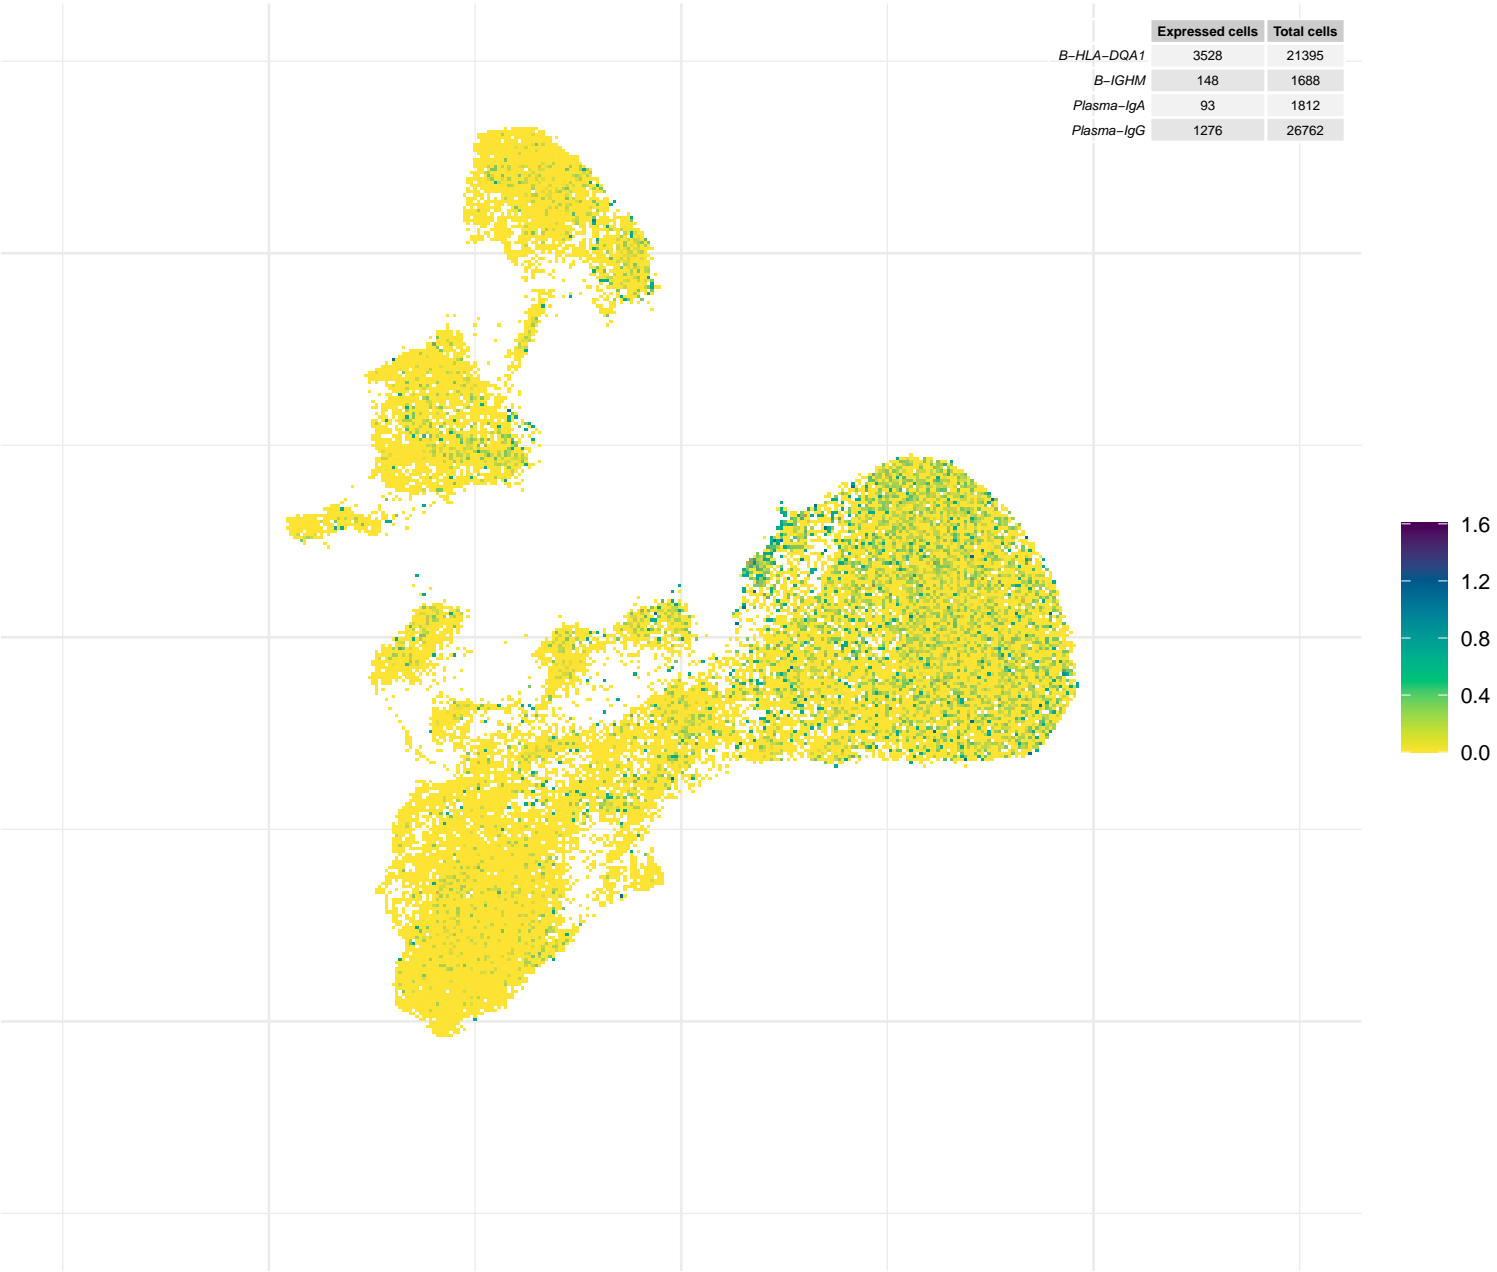 Expressed cells Total cells
B−HLA−DQA1 3528 21395
B−IGHM 148 1688
Plasma−IgA 93 1812
Plasma−IgG 1276 26762
1.6
1.2
0.8
0.4
0.0